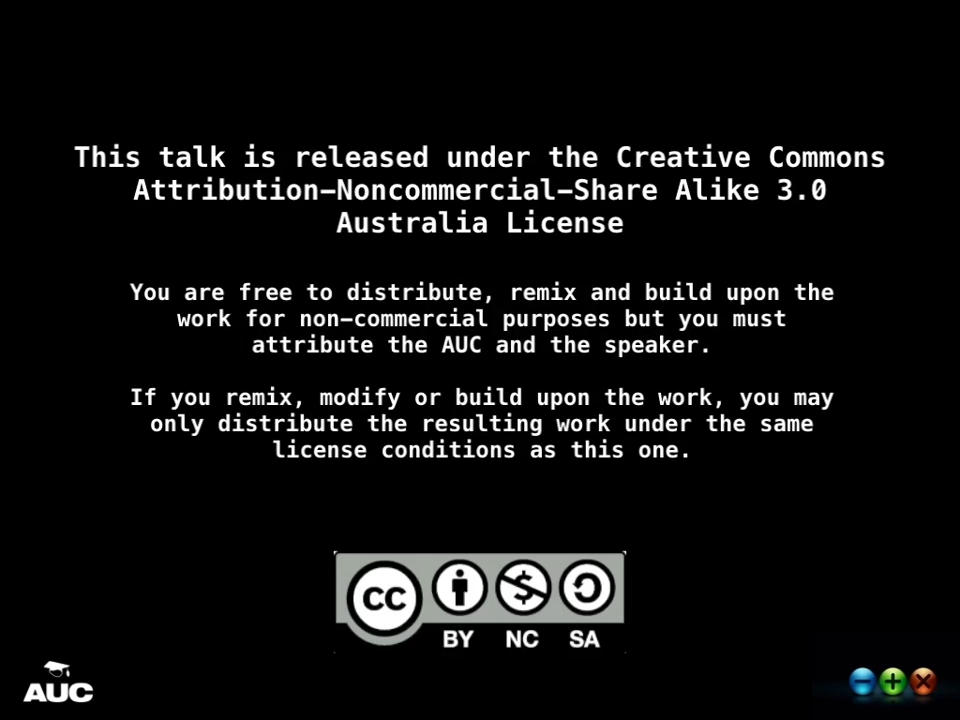 This talk is released under the Creative Commons
Attribution-Noncommercial-Share Alike 3.0
Australia License
You are free to distribute, remix and build upon the
work for non-commercial purposes but you must
attribute the AUC and the speaker.
If you remix, modify or build upon the work, you may
only distribute the resulting work under the same
license conditions as this one.
CC
BY NC SA
AUC